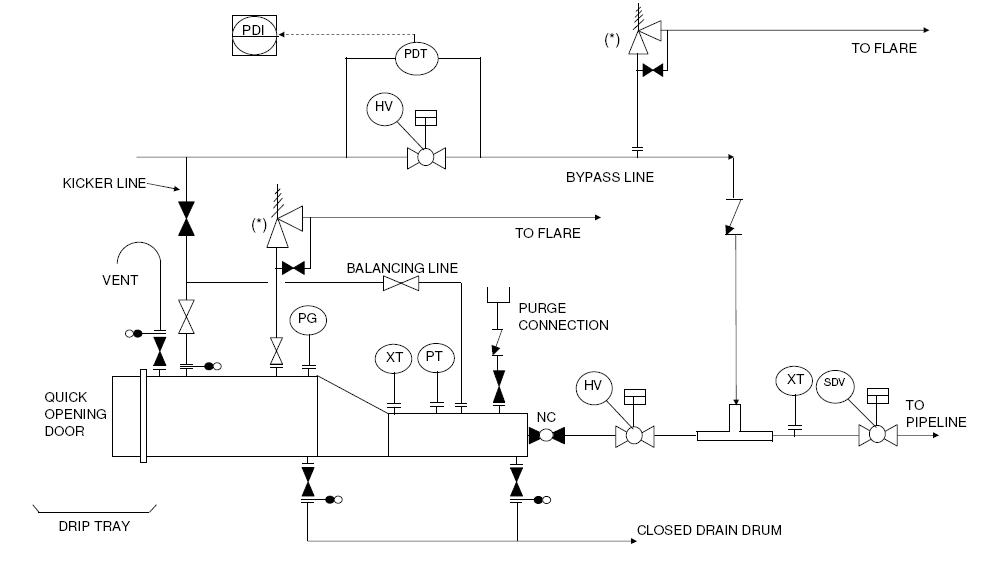 PDI
PDT
(*)
TO FLARE
HV
KICKER LINE
BYPASS LINE
(*)
TO FLARE
VENT
BALANCING LINE
PG
PURGE
CONNECTION
XT
PT
QUICK
OPENING
DOOR
NC
HV
XT
SDV
TO
PIPELINE
DRIP TRAY
CLOSED DRAIN DRUM